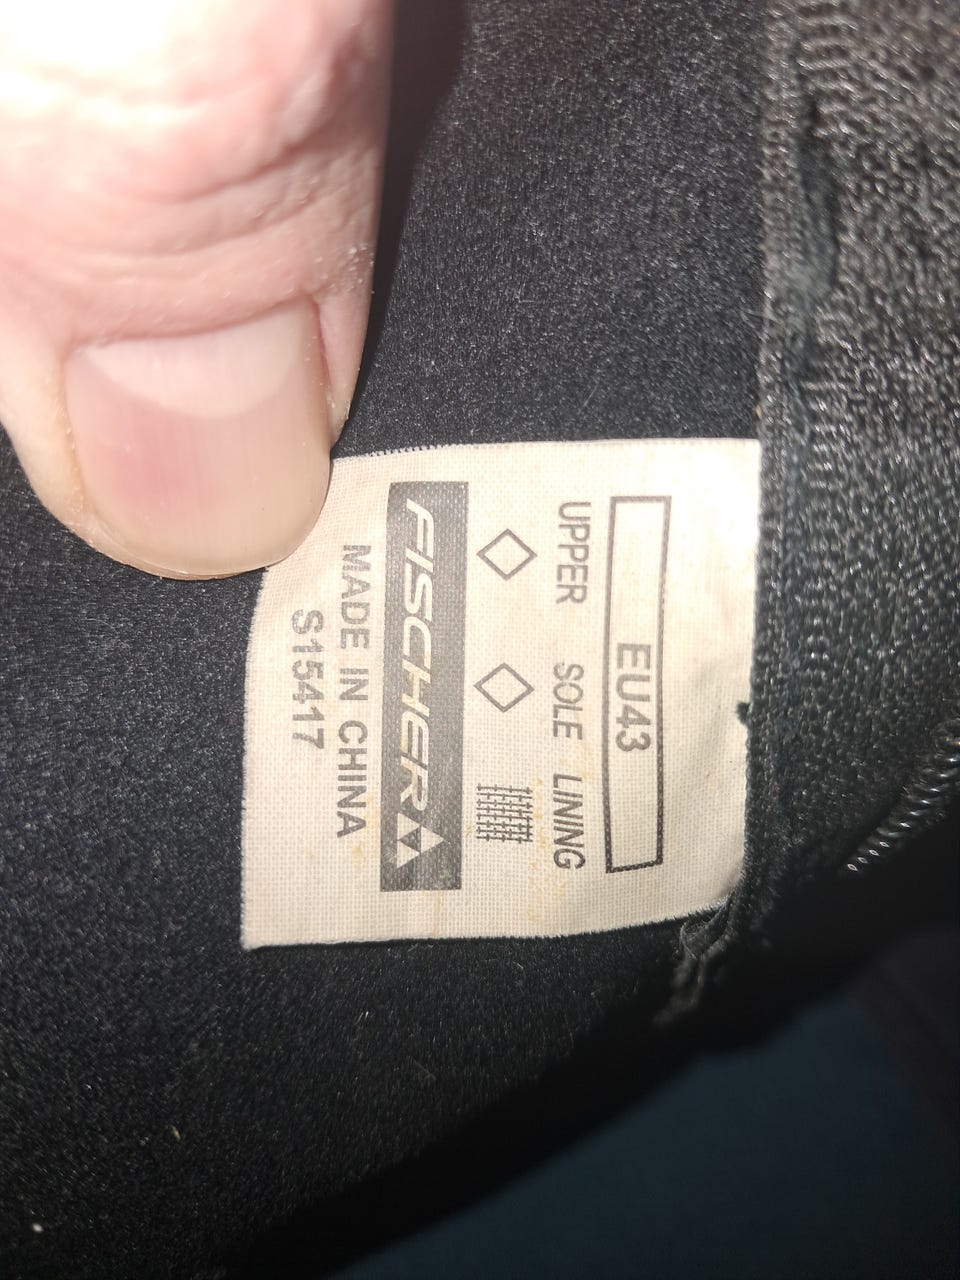 EU43
UPPER SOLE LINING
FISCHER
MADE IN CHINA
S15417